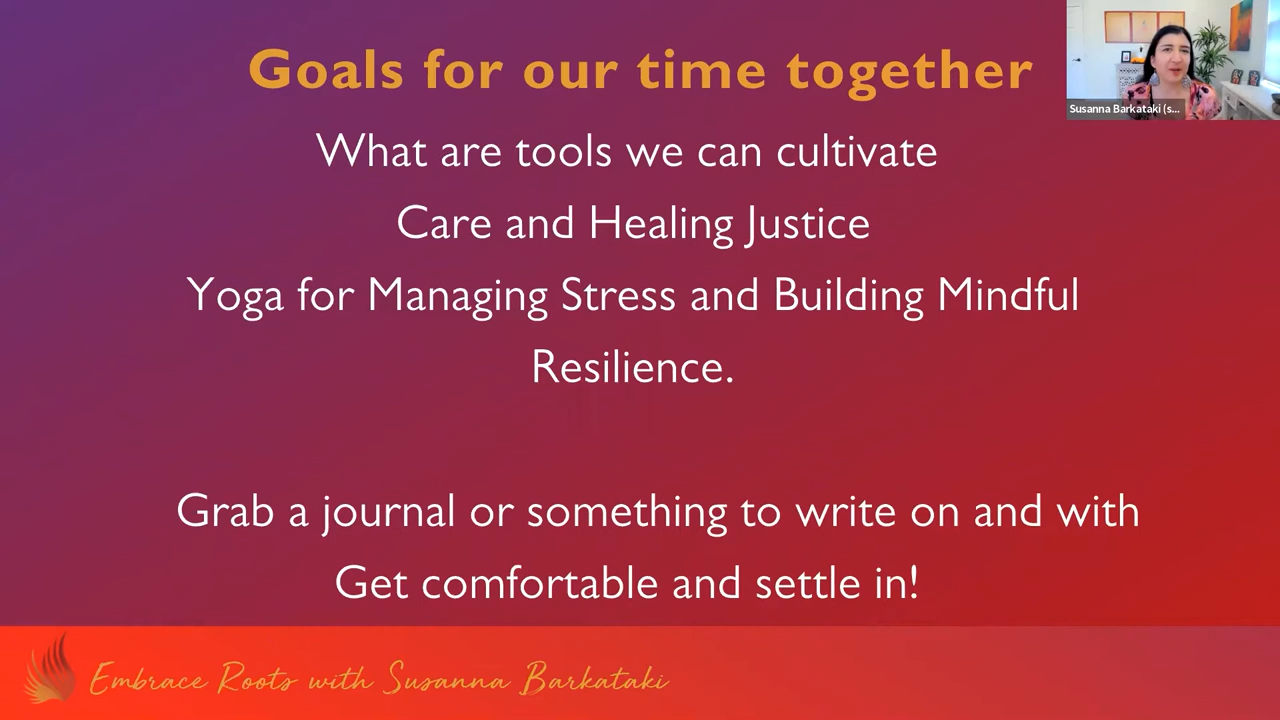 Goals for our time together
Susanna Barkataki (s...
What are tools we can cultivate
Care and Healing Justice
Yoga for Managing Stress and Building Mindful
Resilience.
Grab a journal or something to write on and with
Get comfortable and settle in!
Embrace Roots with Susanna Barkataki